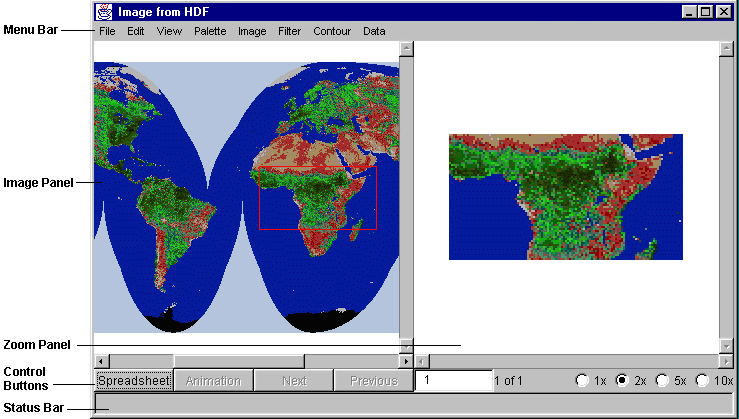 Image from HDF
Menu Bar
File Edit View Palette Image Filter Contour Data
Image Panel
Zoom Panel
Control
Buttons
Spreadsheet Animation Next Previous 1 1 of 1 1x 2x 5x 10x
Status Bar